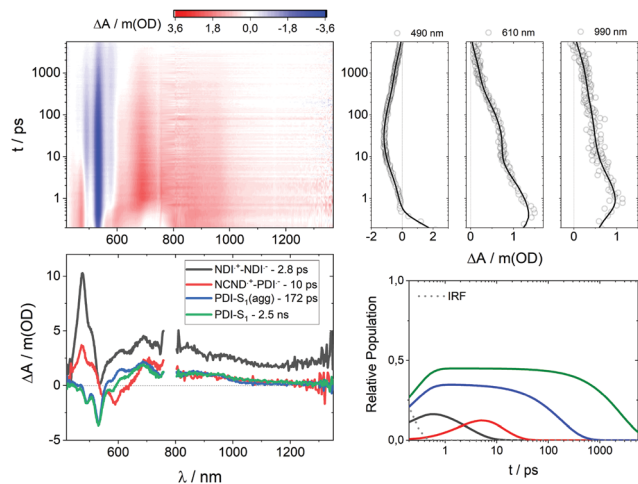 ΔA / m(OD)
3,6 1,8 0,0 -1,8 -3,6
t / ps
1000
100
10
1
600 800 1000 1200
490 nm
610 nm
990 nm
1000
100
10
1
-2 0 2
0 1
0 1
ΔA / m(OD)
ΔA / m(OD)
10
5
0
-5
NDI·⁺-NDI·⁻ - 2.8 ps
NCND·⁺-PDI·⁻ - 10 ps
PDI-S₁(agg) - 172 ps
PDI-S₁ - 2.5 ns
600 800 1000 1200
λ / nm
Relative Population
1,0
0,5
0,0
IRF
1 10 100 1000
t / ps